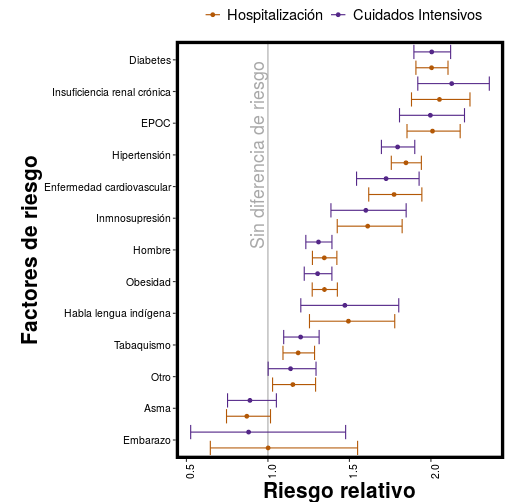 Hospitalización Cuidados Intensivos
Factores de riesgo
Diabetes
Insuficiencia renal crónica
EPOC
Hipertensión
Enfermedad cardiovascular
Inmnosupresión
Hombre
Obesidad
Habla lengua indígena
Tabaquismo
Otro
Asma
Embarazo
Sin diferencia de riesgo
0.5 1.0 1.5 2.0
Riesgo relativo